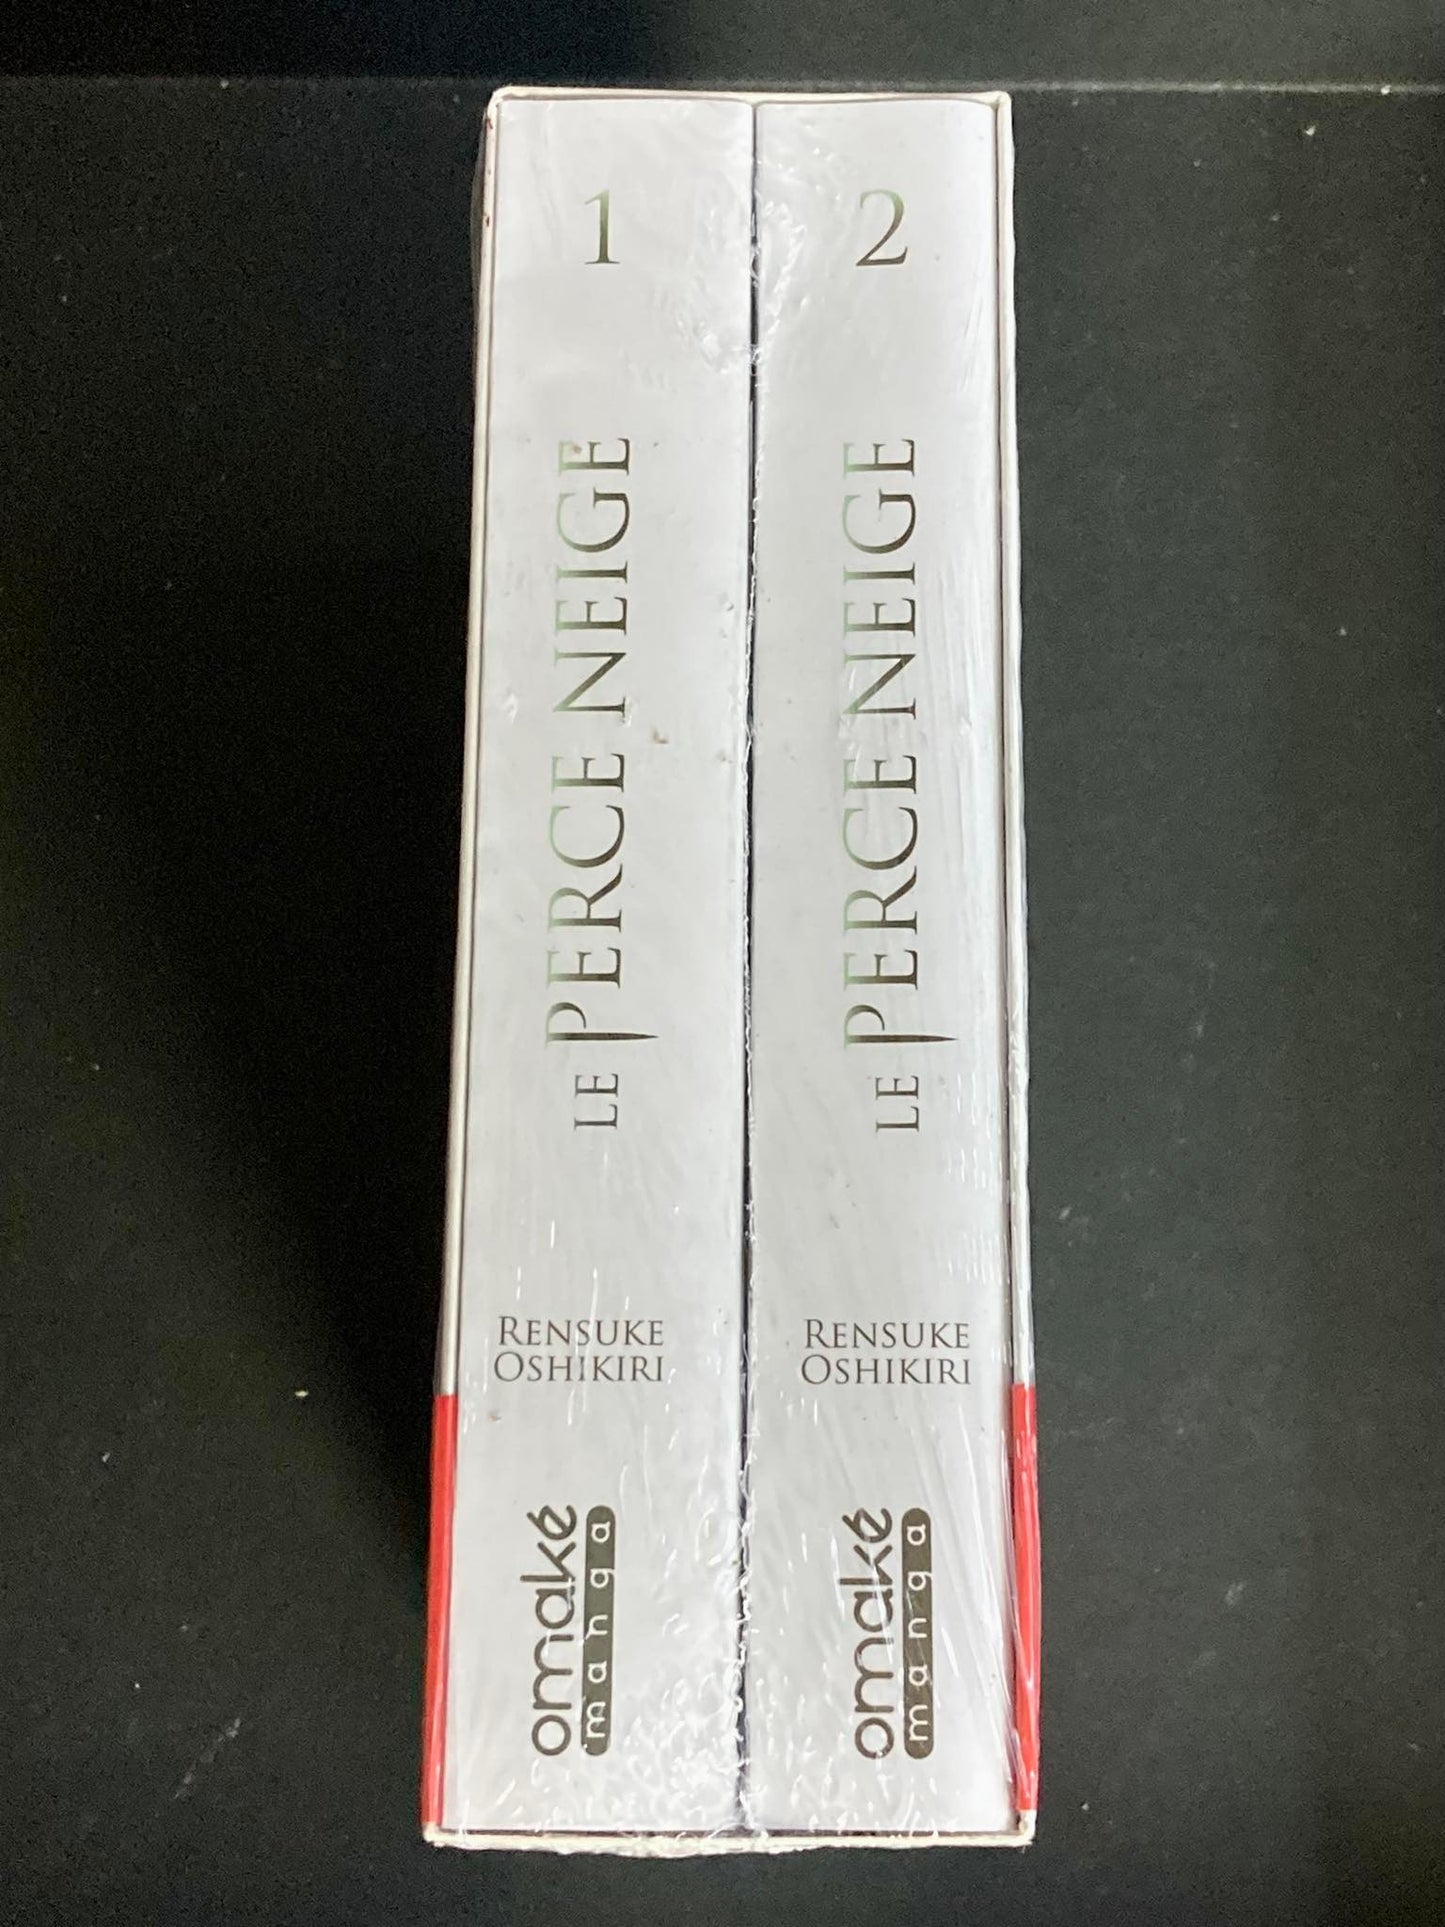 1
LE PERCE NEIGE
RENSUKE
OSHIKIRI
omaké
manga
2
LE PERCE NEIGE
RENSUKE
OSHIKIRI
omaké
manga